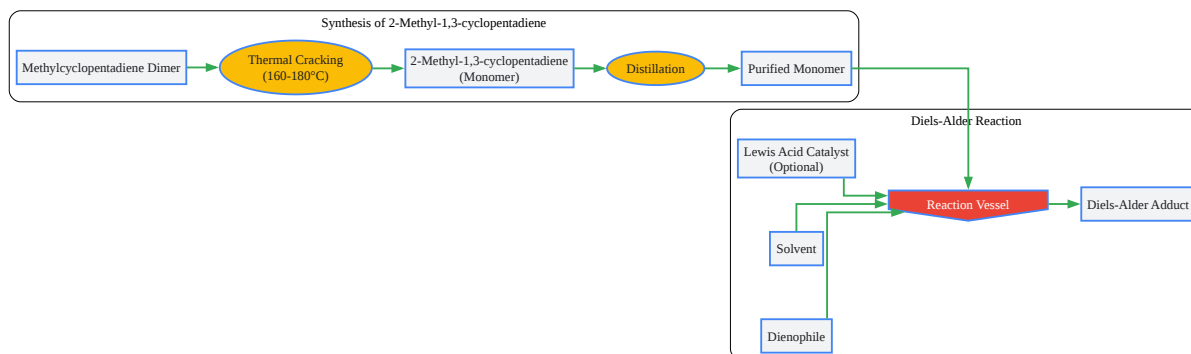 Synthesis of 2-Methyl-1,3-cyclopentadiene
Methylcyclopentadiene Dimer
Thermal Cracking
(160-180°C)
2-Methyl-1,3-cyclopentadiene
(Monomer)
Distillation
Purified Monomer
Diels-Alder Reaction
Lewis Acid Catalyst
(Optional)
Reaction Vessel
Diels-Alder Adduct
Solvent
Dienophile